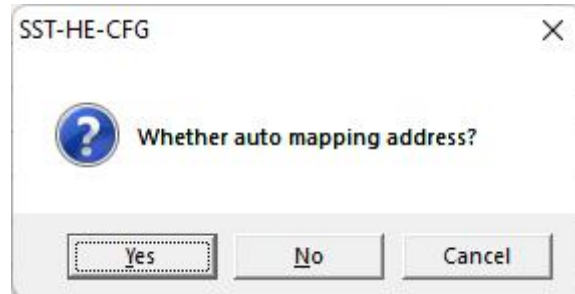 SST-HE-CFG
Whether auto mapping address?
Yes No Cancel